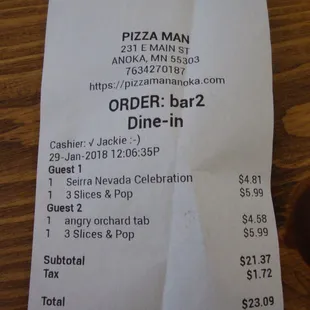 PIZZA MAN
231 E MAIN ST
ANOKA, MN 55303
7634270187
https://pizzamananoka.com
ORDER: bar2
Dine-in
Cashier: √ Jackie :-)
29-Jan-2018 12:06:35P
Guest 1
1 Seirra Nevada Celebration $4.81
1 3 Slices & Pop $5.99
Guest 2
1 angry orchard tab $4.58
1 3 Slices & Pop $5.99
Subtotal $21.37
Tax $1.72
Total $23.09